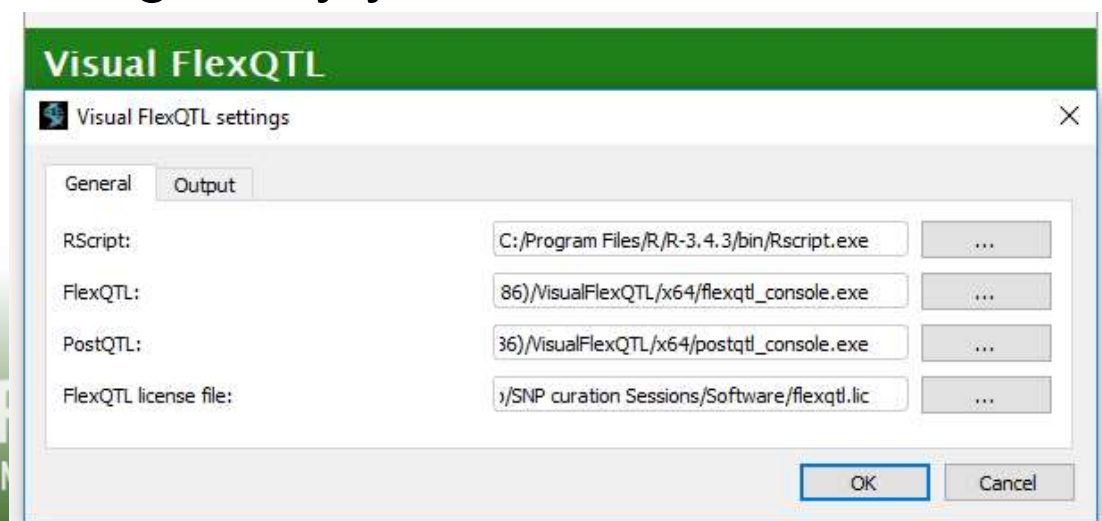 Visual FlexQTL
Visual FlexQTL settings
General Output
RScript: C:/Program Files/R/R-3.4.3/bin/Rscript.exe ...
FlexQTL: 86)/VisualFlexQTL/x64/flexqtl_console.exe ...
PostQTL: 36)/VisualFlexQTL/x64/postqtl_console.exe ...
FlexQTL license file: /SNP curation Sessions/Software/flexqtl.lic ...
OK Cancel